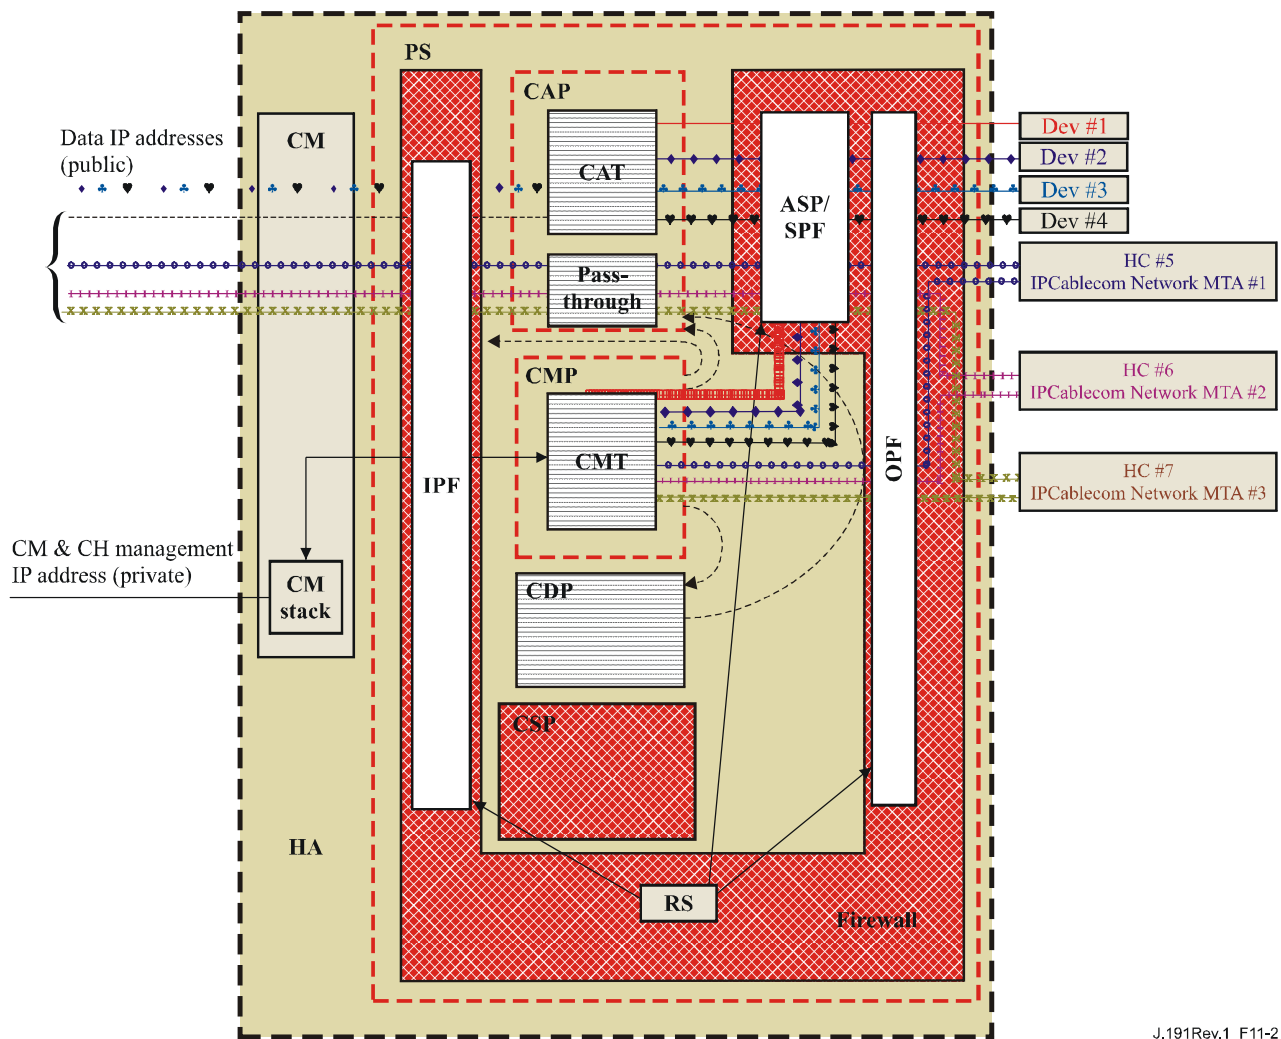 PS
CAP
CM
Data IP addresses
(public)
CAT
ASP/
SPF
Dev #1
Dev #2
Dev #3
Dev #4
Pass-
through
HC #5
IPCablecom Network MTA #1
CMP
HC #6
IPCablecom Network MTA #2
CMT
OPF
IPF
HC #7
IPCablecom Network MTA #3
CM & CH management
IP address (private)
CM
stack
CDP
CSP
HA
RS
Firewall
J.191Rev.1_F11-2